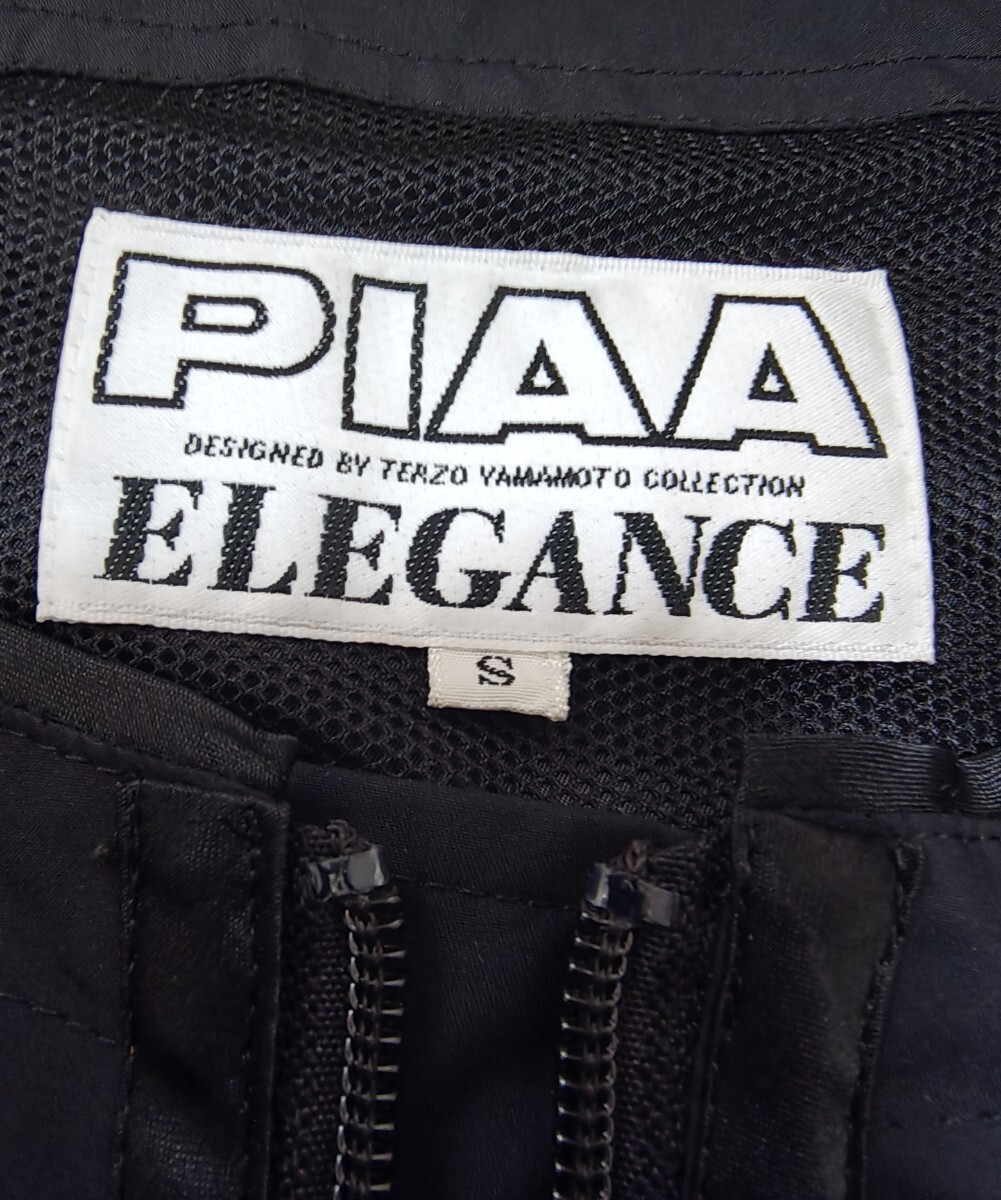 PIAA
DESIGNED BY TERZO YAMAMOTO COLLECTION
ELEGANCE
S